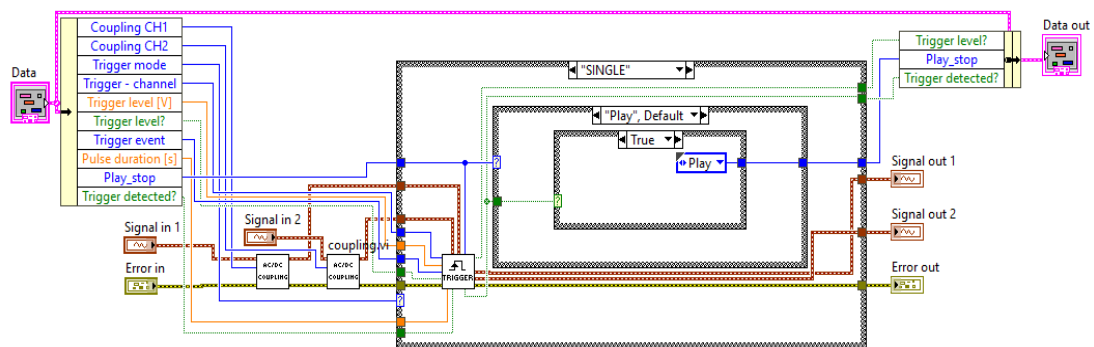 Data
Coupling CH1
Coupling CH2
Trigger mode
Trigger - channel
Trigger level [V]
Trigger level?
Trigger event
Pulse duration [s]
Play_stop
Trigger detected?
Signal in 1
Signal in 2
Error in
coupling.vi
AC/DC
COUPLING
AC/DC
COUPLING
TRIGGER
"SINGLE"
"Play", Default
True
Play
?
?
?
Trigger level?
Play_stop
Trigger detected?
Data out
Signal out 1
Signal out 2
Error out